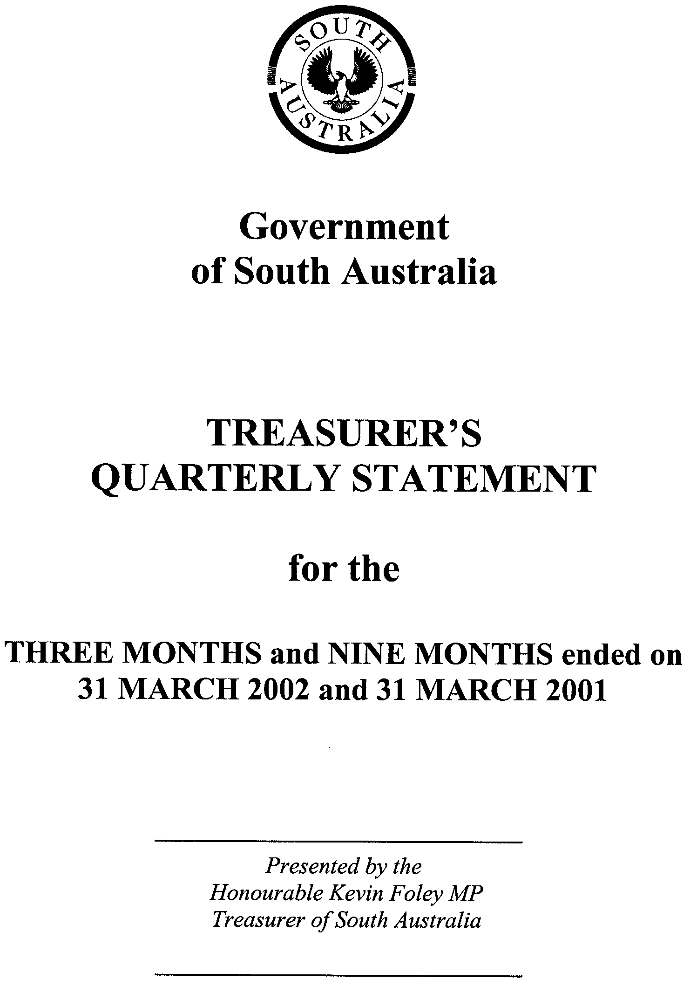 SOUTH
AUSTRALIA
Government
of South Australia
TREASURER’S
QUARTERLY STATEMENT
for the
THREE MONTHS and NINE MONTHS ended on
31 MARCH 2002 and 31 MARCH 2001
Presented by the
Honourable Kevin Foley MP
Treasurer of South Australia